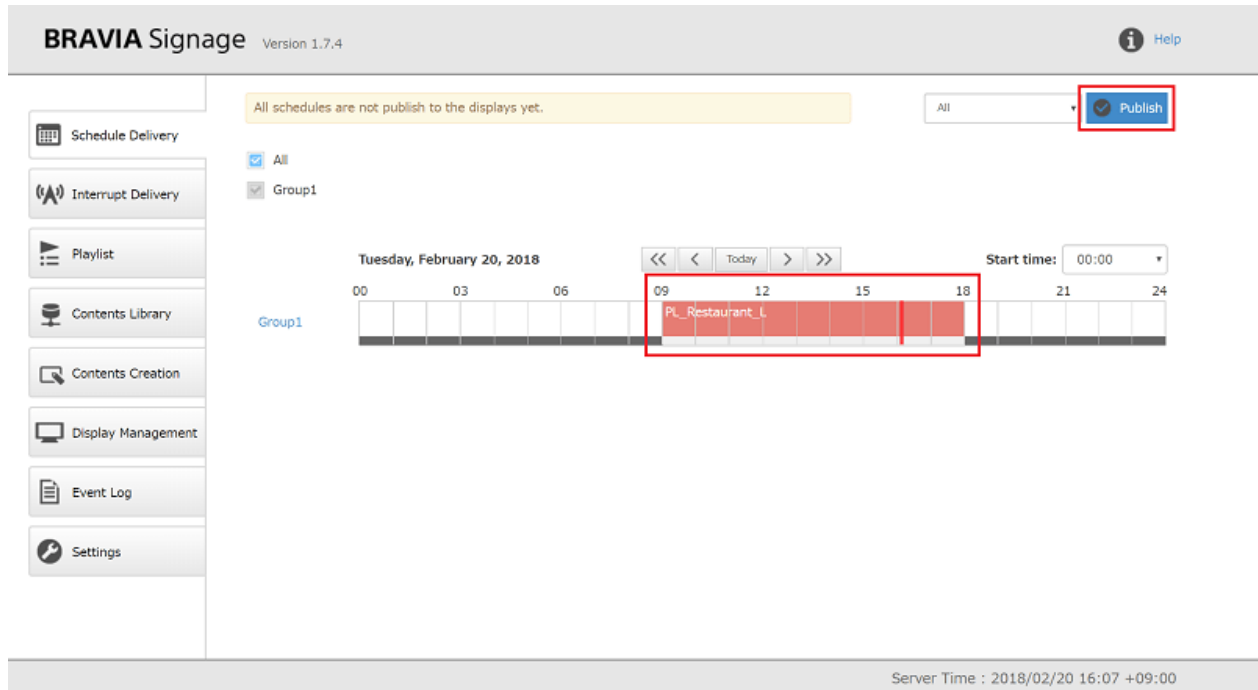 BRAVIA Signage Version 1.7.4
Help
All schedules are not publish to the displays yet.
All
Publish
Schedule Delivery
Interrupt Delivery
Playlist
Contents Library
Contents Creation
Display Management
Event Log
Settings
All
Group1
Tuesday, February 20, 2018
<< < Today > >>
Start time: 00:00
00 03 06 09 12 15 18 21 24
Group1
PL_Restaurant_L
Server Time : 2018/02/20 16:07 +09:00